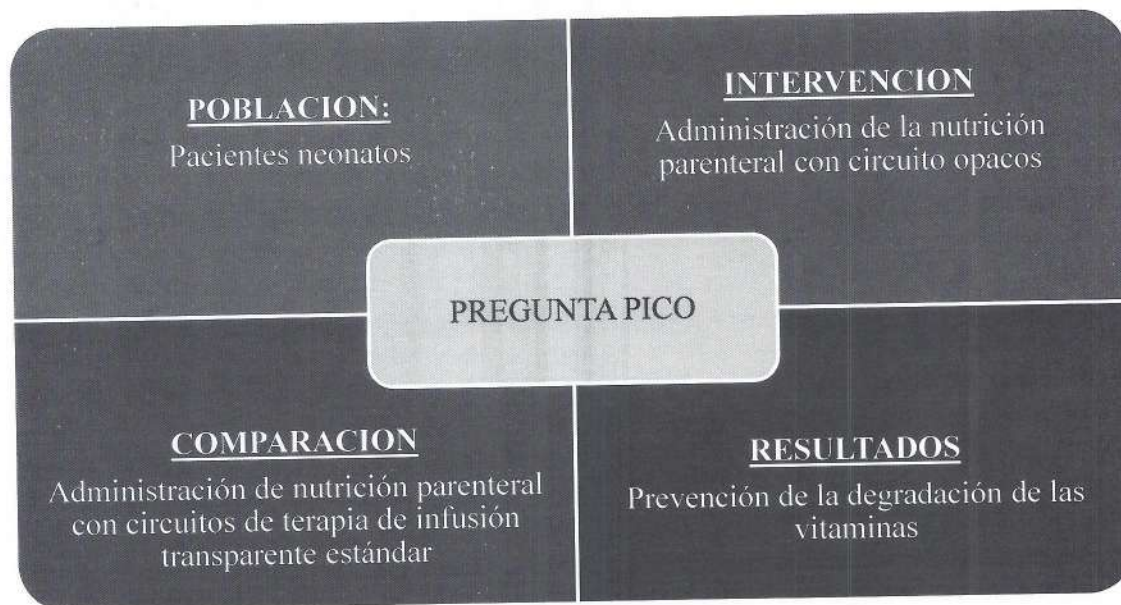 POBLACION:
Pacientes neonatos
INTERVENCION
Administración de la nutrición
parenteral con circuito opacos
PREGUNTA PICO
COMPARACION
Administración de nutrición parenteral
con circuitos de terapia de infusión
transparente estándar
RESULTADOS
Prevención de la degradación de las
vitaminas